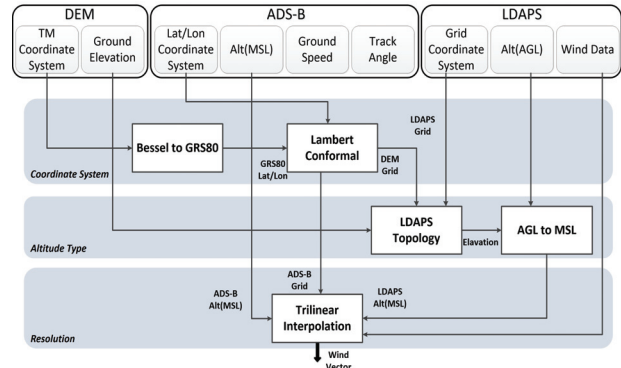 DEM
ADS-B
LDAPS
TM
Coordinate
System
Ground
Elevation
Lat/Lon
Coordinate
System
Alt(MSL)
Ground
Speed
Track
Angle
Grid
Coordinate
System
Alt(AGL)
Wind Data
Bessel to GRS80
Lambert
Conformal
LDAPS
Grid
GRS80
Lat/Lon
DEM
Grid
Coordinate System
LDAPS
Topology
AGL to MSL
Elavation
Altitude Type
ADS-B
Grid
ADS-B
Alt(MSL)
LDAPS
Alt(MSL)
Trilinear
Interpolation
Resolution
Wind
Vector